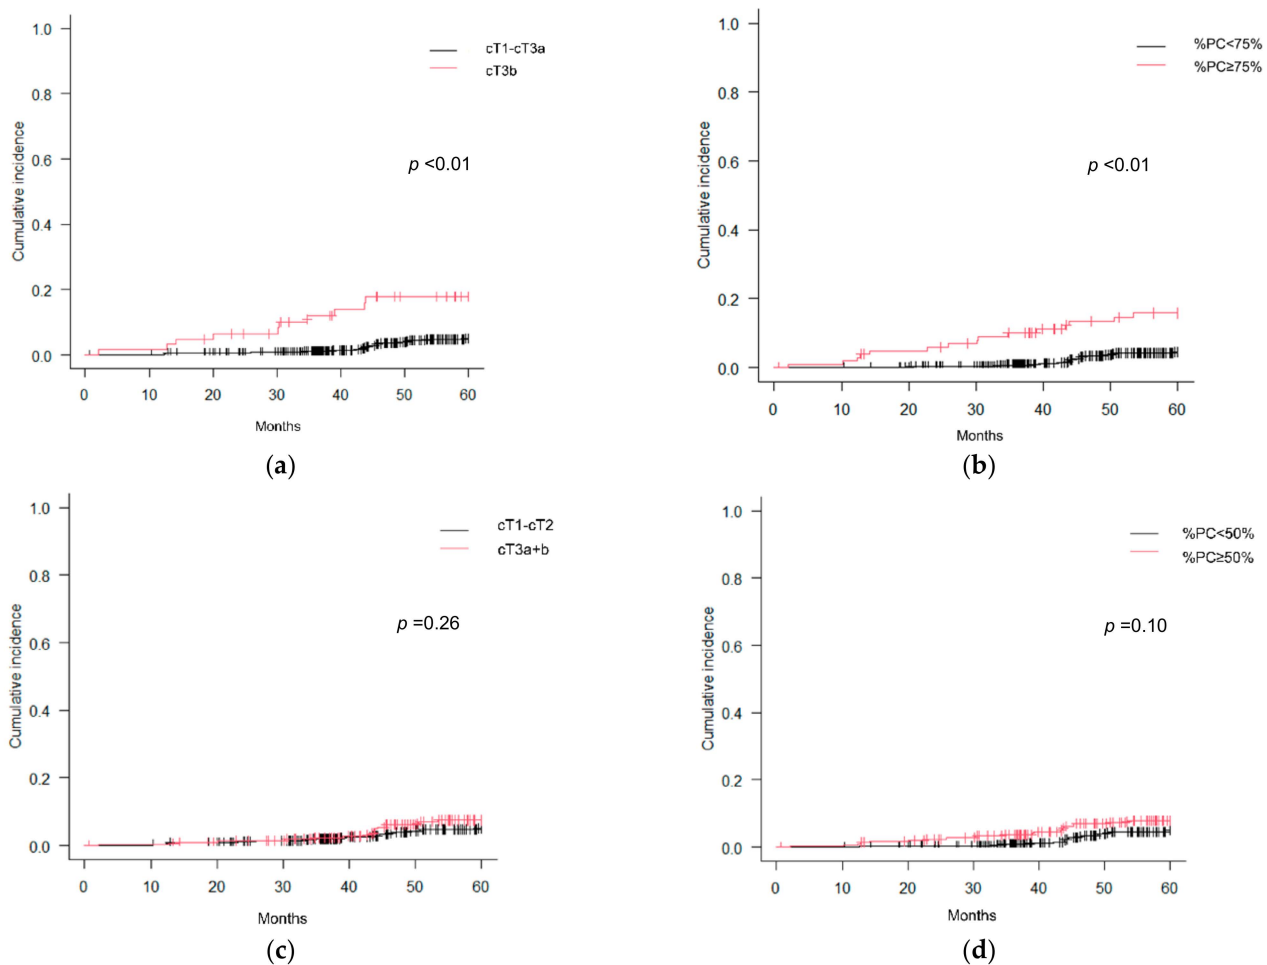 1.0
0.8
0.6
0.4
0.2
0.0
Cumulative incidence
cT1-cT3a
cT3b
p <0.01
0 10 20 30 40 50 60
Months
(a)
1.0
0.8
0.6
0.4
0.2
0.0
Cumulative incidence
%PC<75%
%PC≥75%
p <0.01
0 10 20 30 40 50 60
Months
(b)
1.0
0.8
0.6
0.4
0.2
0.0
Cumulative incidence
cT1-cT2
cT3a+b
p =0.26
0 10 20 30 40 50 60
Months
(c)
1.0
0.8
0.6
0.4
0.2
0.0
Cumulative incidence
%PC<50%
%PC≥50%
p =0.10
0 10 20 30 40 50 60
Months
(d)